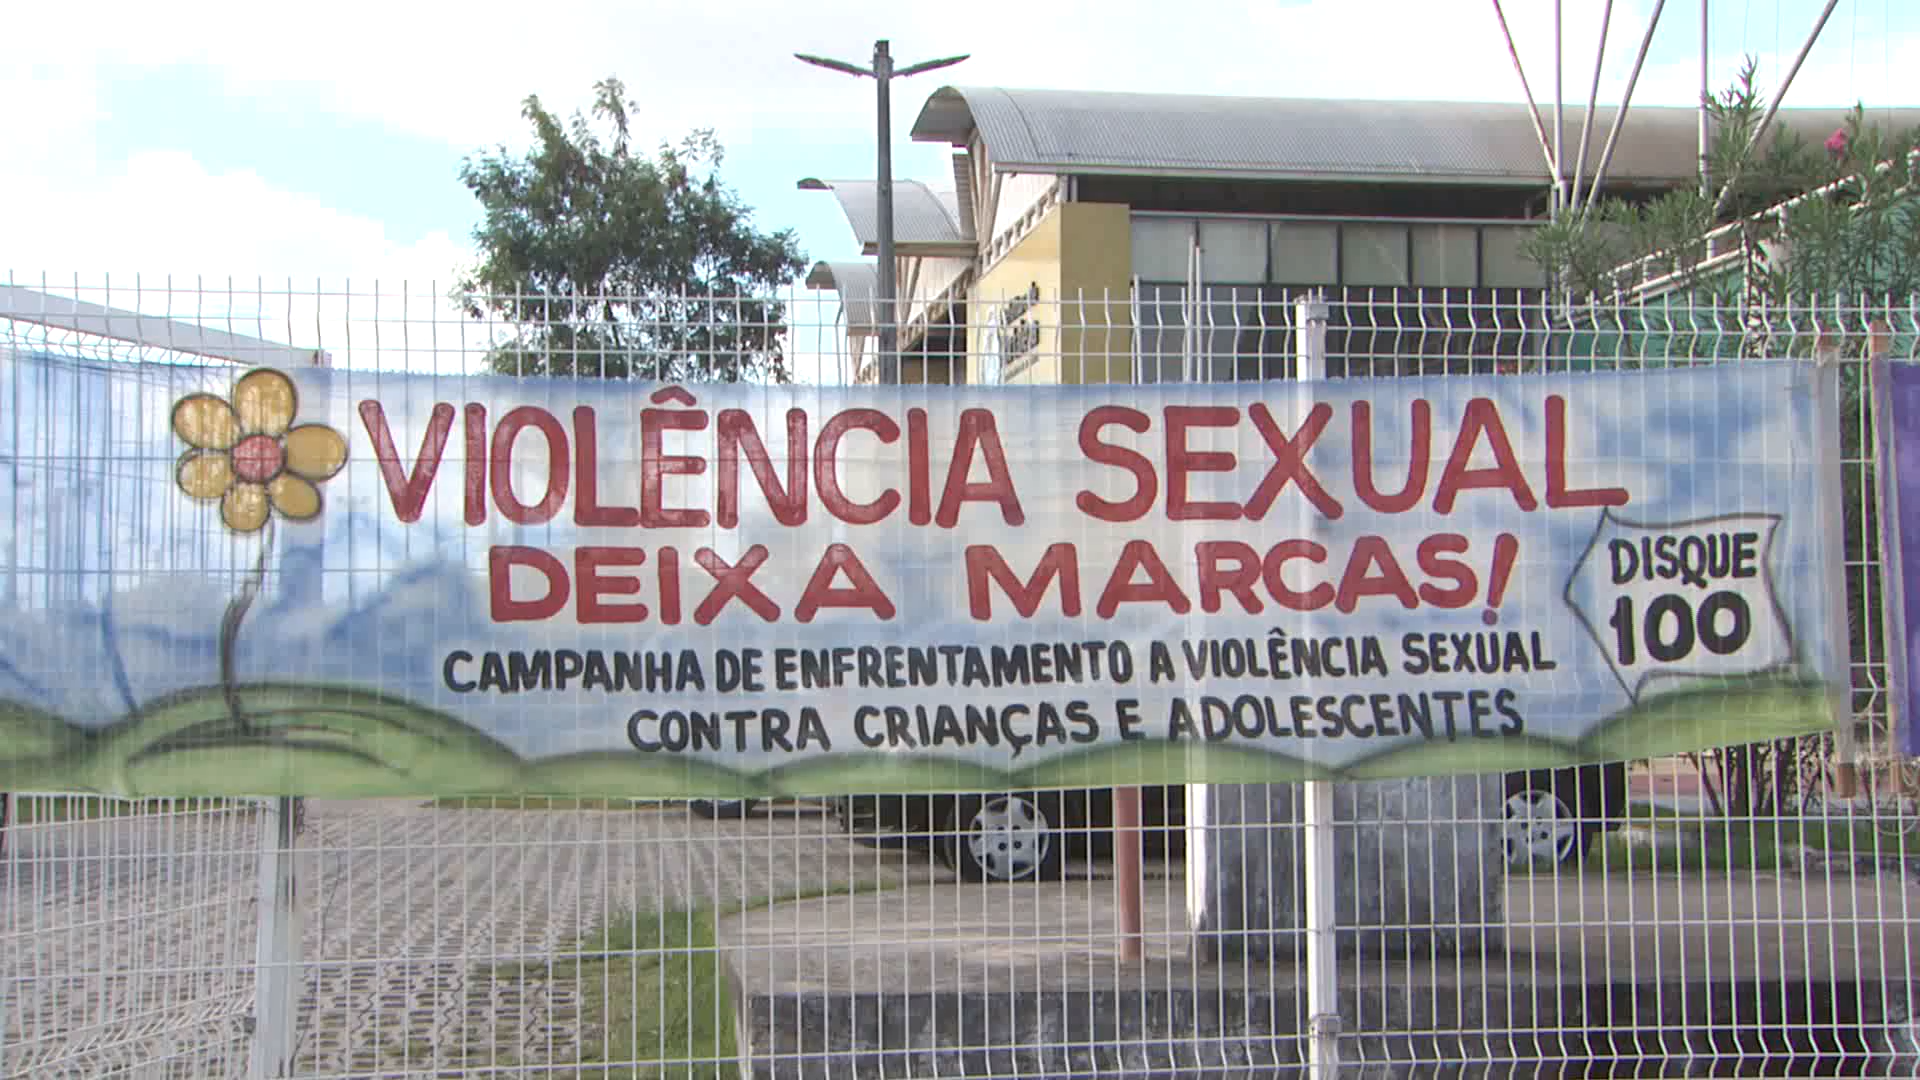 VIOLÊNCIA SEXUAL
DEIXA MARCAS!
CAMPANHA DE ENFRENTAMENTO A VIOLÊNCIA SEXUAL
CONTRA CRIANÇAS E ADOLESCENTES
DISQUE
100